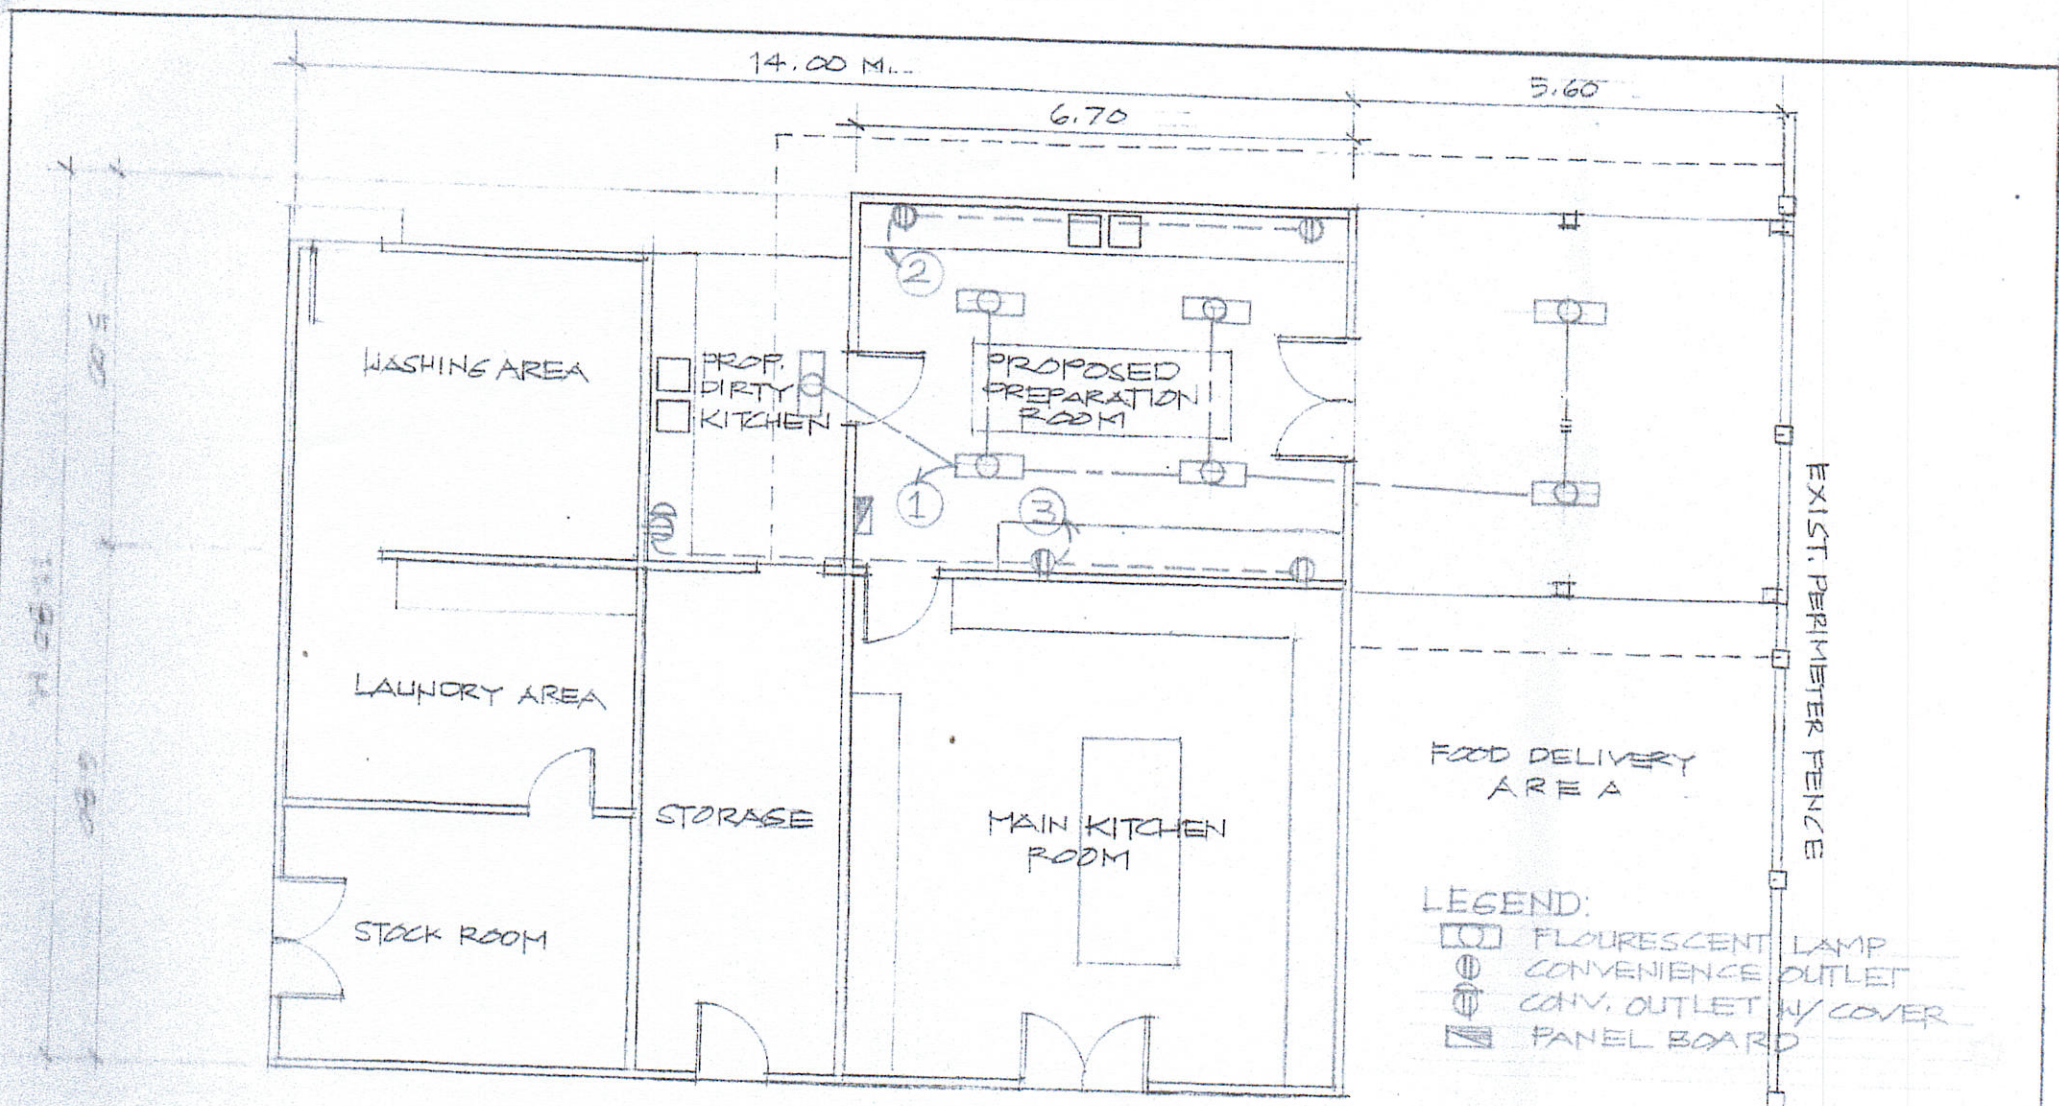 14.00 M.
5.60
6.70
2
WASHING AREA
PROP.
DIRTY
KITCHEN
PROPOSED
PREPARATION
ROOM
1
3
EXIST. PERIMETER FENCE
LAUNDRY AREA
STORAGE
MAIN KITCHEN
ROOM
FOOD DELIVERY
AREA
STOCK ROOM
LEGEND:
FLOURESCENT LAMP
CONVENIENCE OUTLET
CONV. OUTLET W/ COVER
PANEL BOARD